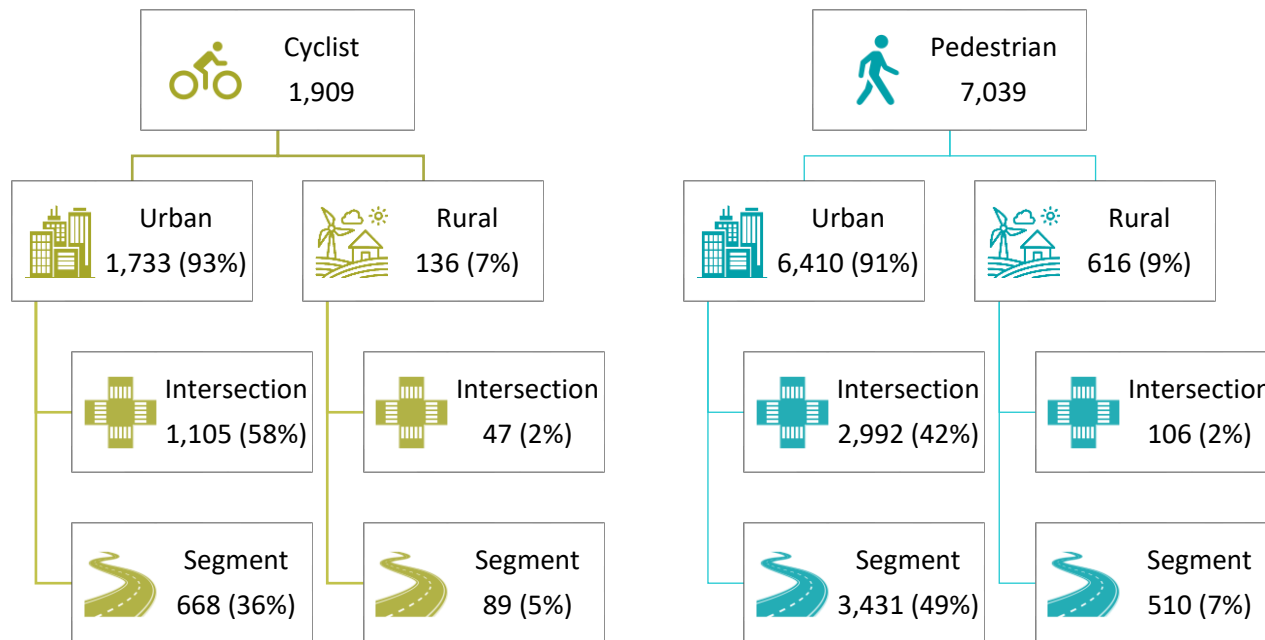 Cyclist
1,909
Pedestrian
7,039
Urban
1,733 (93%)
Rural
136 (7%)
Urban
6,410 (91%)
Rural
616 (9%)
Intersection
1,105 (58%)
Intersection
47 (2%)
Intersection
2,992 (42%)
Intersection
106 (2%)
Segment
668 (36%)
Segment
89 (5%)
Segment
3,431 (49%)
Segment
510 (7%)